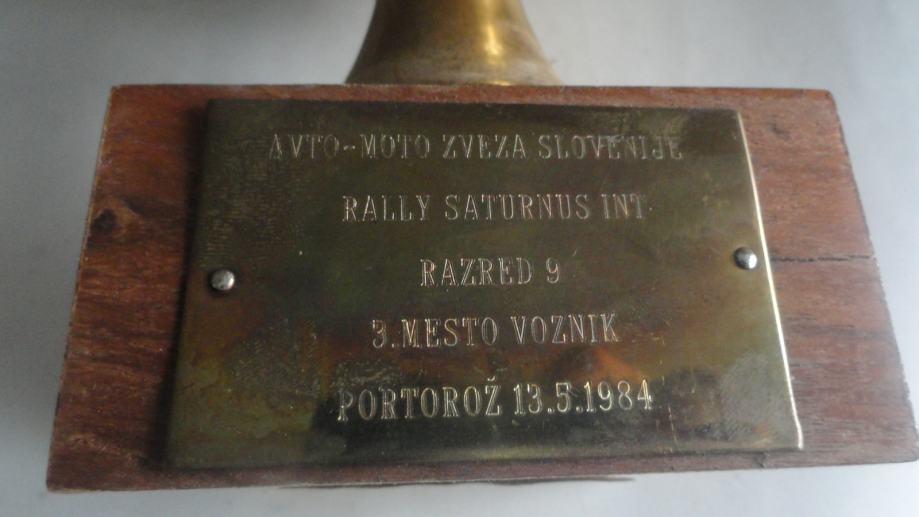 AVTO-MOTO ZVEZA SLOVENIJE
RALLY SATURNUS INT
RAZRED 9
3.MESTO VOZNIK
PORTOROŽ 13.5.1984